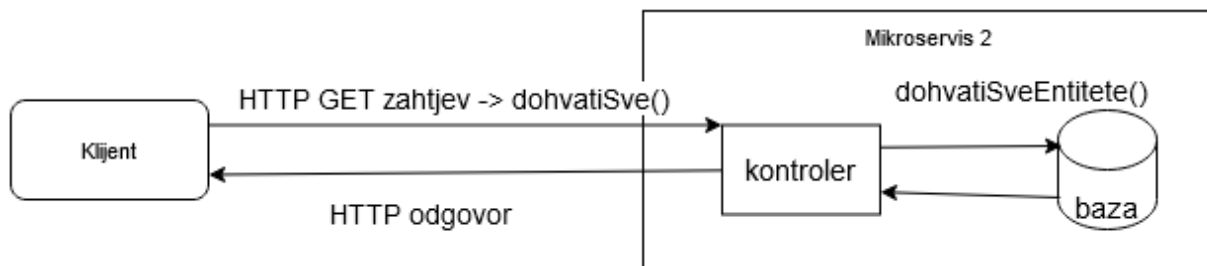 Mikroservis 2
HTTP GET zahtjev -> dohvatiSve()
dohvatiSveEntitete()
Klijent
kontroler
HTTP odgovor
baza